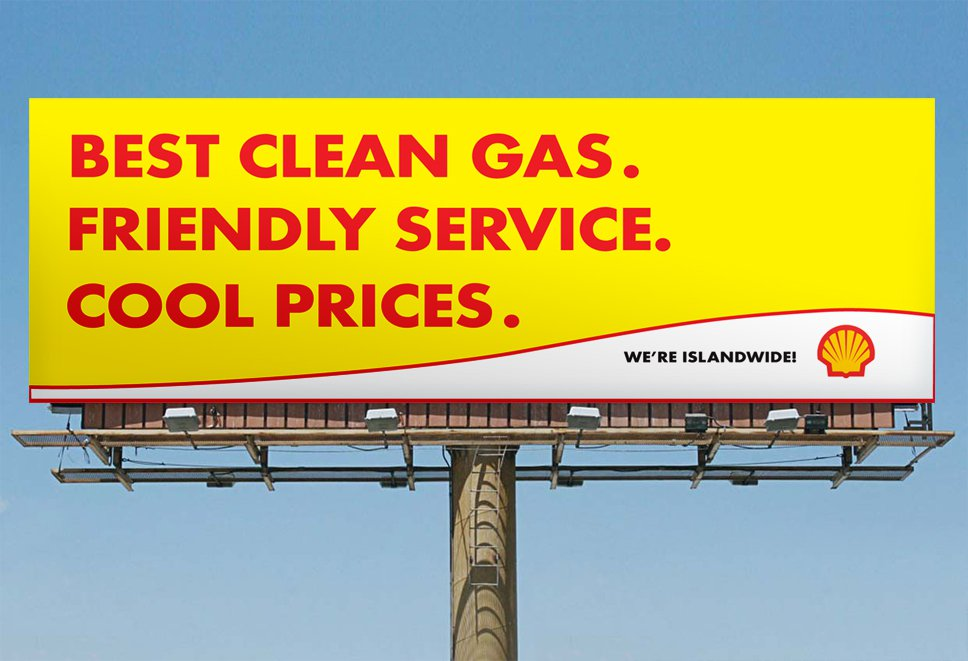 BEST CLEAN GAS.
FRIENDLY SERVICE.
COOL PRICES.
WE'RE ISLANDWIDE!